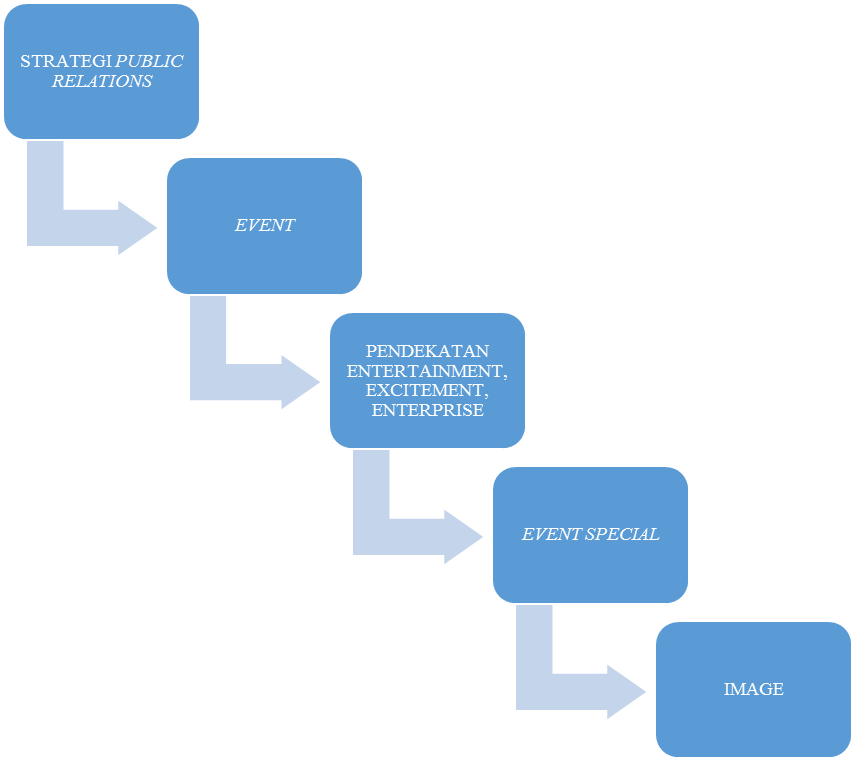 STRATEGI PUBLIC
RELATIONS
EVENT
PENDEKATAN
ENTERTAINMENT,
EXCITEMENT,
ENTERPRISE
EVENT SPECIAL
IMAGE